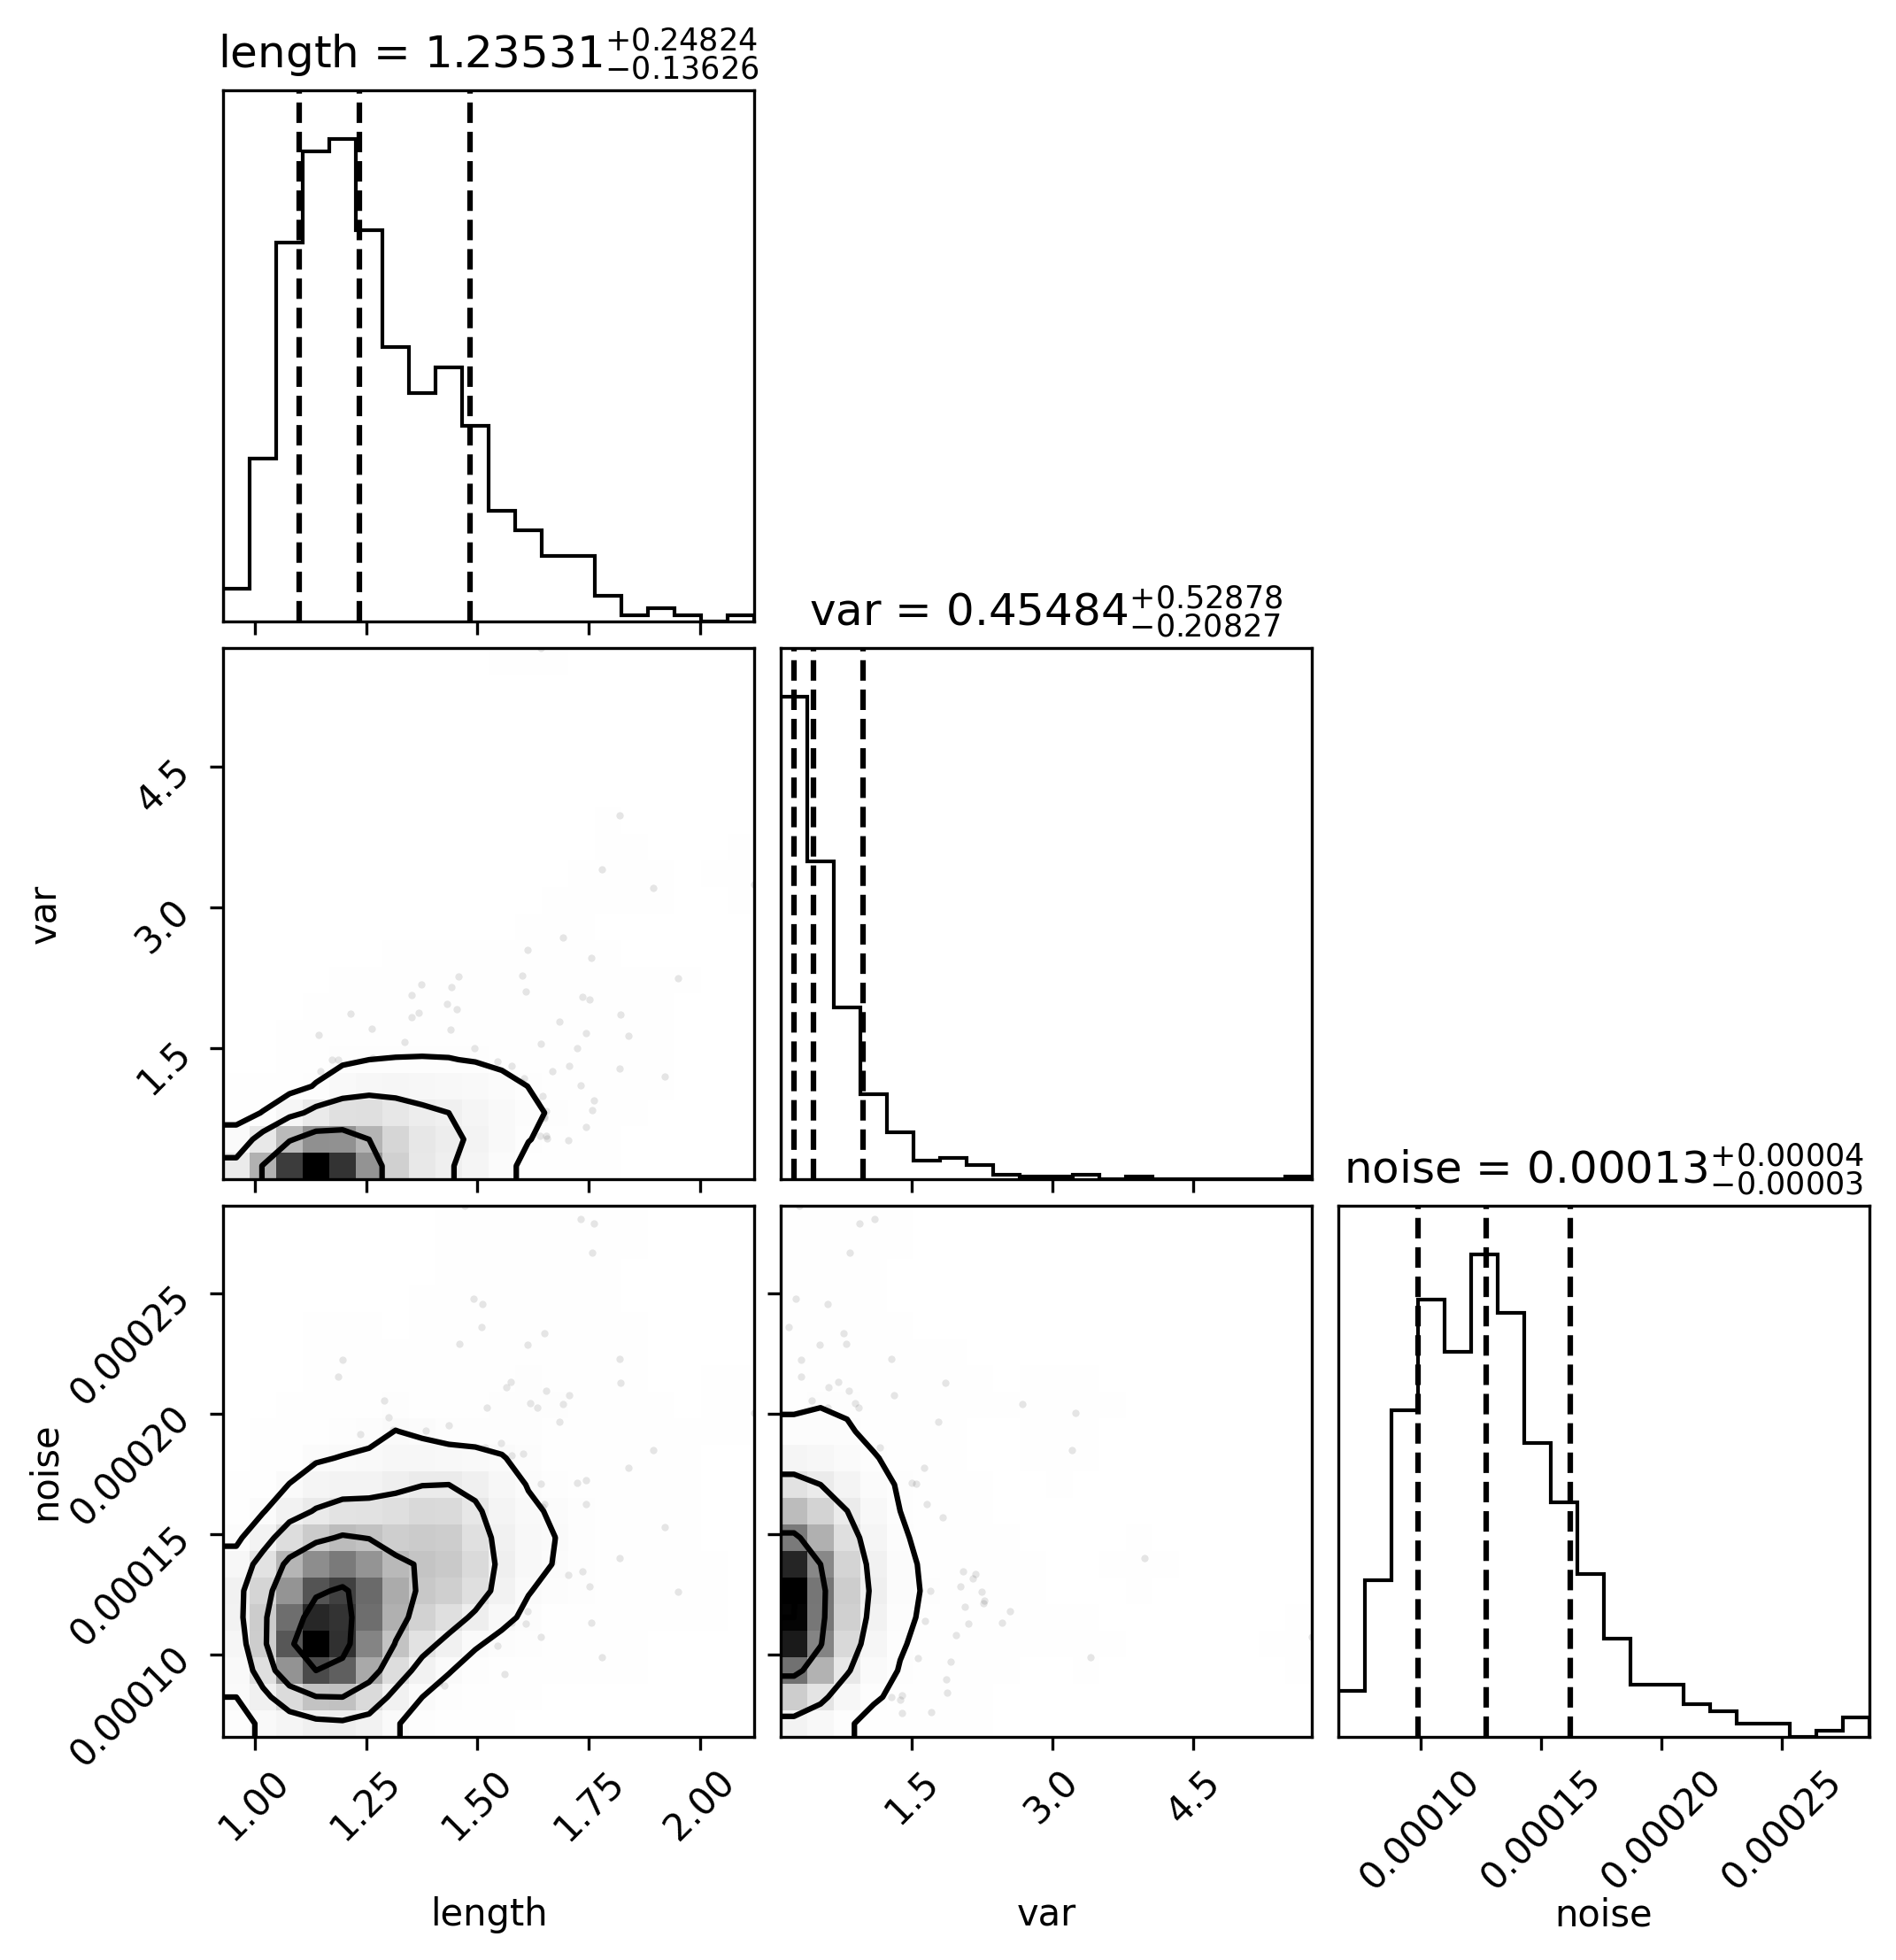 length = 1.23531+0.24824−0.13626
var = 0.45484+0.52878−0.20827
4.5
3.0
1.5
var
noise = 0.00013+0.00004−0.00003
0.00025
0.00020
0.00015
0.00010
noise
1.00 1.25 1.50 1.75 2.00 1.5 3.0 4.5 0.00010 0.00015 0.00020 0.00025
length var noise